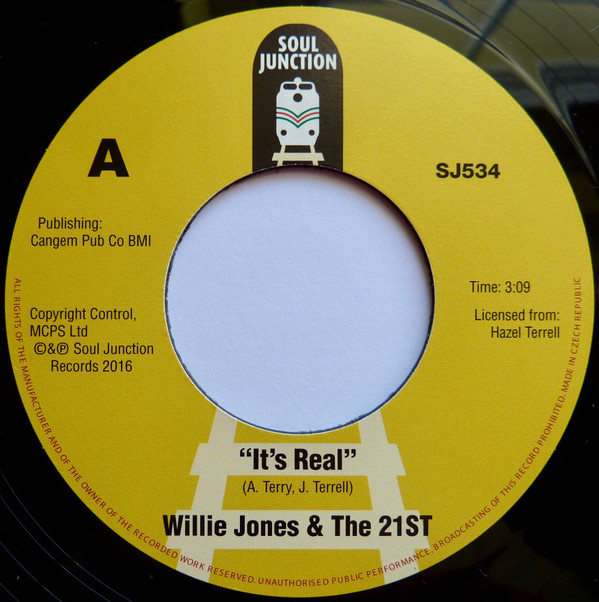 SOUL
JUNCTION
A
SJ534
Publishing:
Cangem Pub Co BMI
Time: 3:09
Copyright Control,
MCPS Ltd
©&℗ Soul Junction
Records 2016
Licensed from:
Hazel Terrell
“It’s Real”
(A. Terry, J. Terrell)
Willie Jones & The 21ST
ALL RIGHTS OF THE MANUFACTURER AND OF THE OWNER OF THE RECORDED WORK RESERVED. UNAUTHORISED PUBLIC PERFORMANCE, BROADCASTING OF THIS RECORD PROHIBITED. MADE IN CZECH REPUBLIC